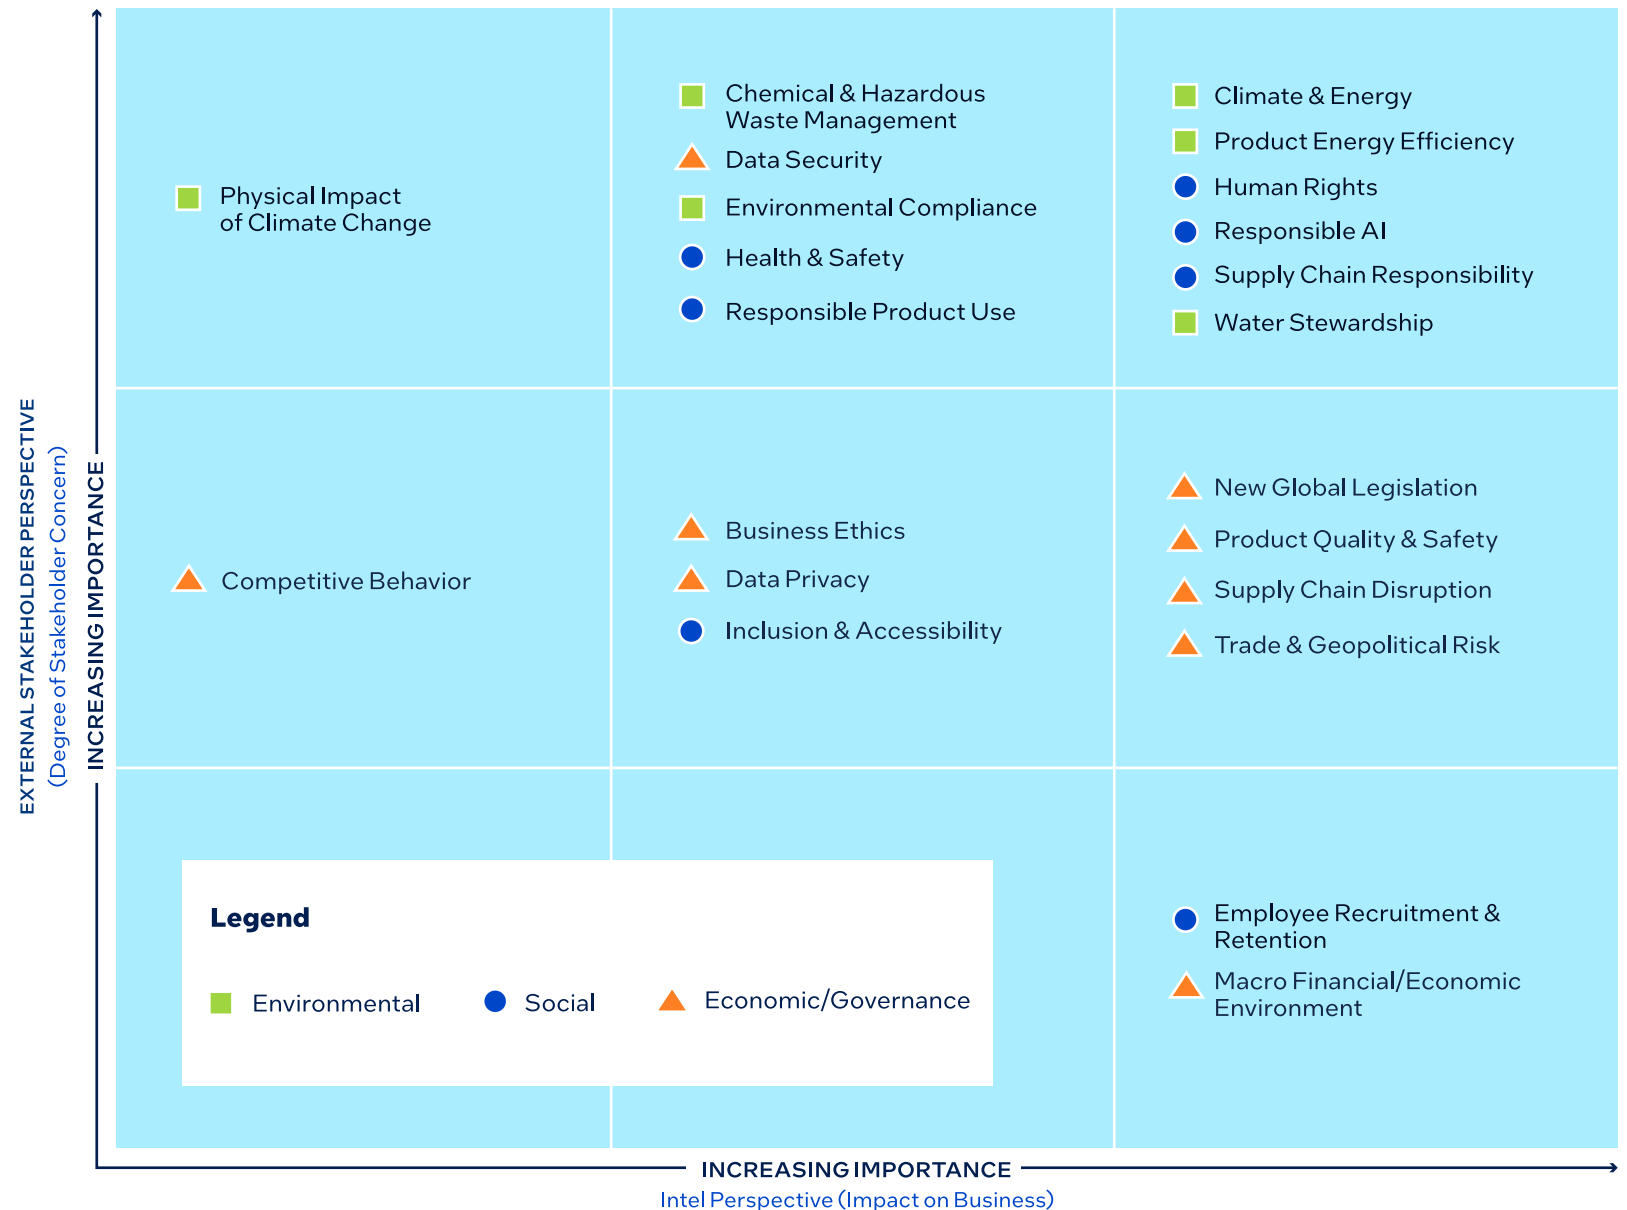 EXTERNAL STAKEHOLDER PERSPECTIVE
(Degree of Stakeholder Concern)
INCREASING IMPORTANCE
Physical Impact
of Climate Change
Chemical & Hazardous
Waste Management
Data Security
Environmental Compliance
Health & Safety
Responsible Product Use
Climate & Energy
Product Energy Efficiency
Human Rights
Responsible AI
Supply Chain Responsibility
Water Stewardship
Competitive Behavior
Business Ethics
Data Privacy
Inclusion & Accessibility
New Global Legislation
Product Quality & Safety
Supply Chain Disruption
Trade & Geopolitical Risk
Legend
Environmental
Social
Economic/Governance
Employee Recruitment &
Retention
Macro Financial/Economic
Environment
INCREASING IMPORTANCE
Intel Perspective (Impact on Business)